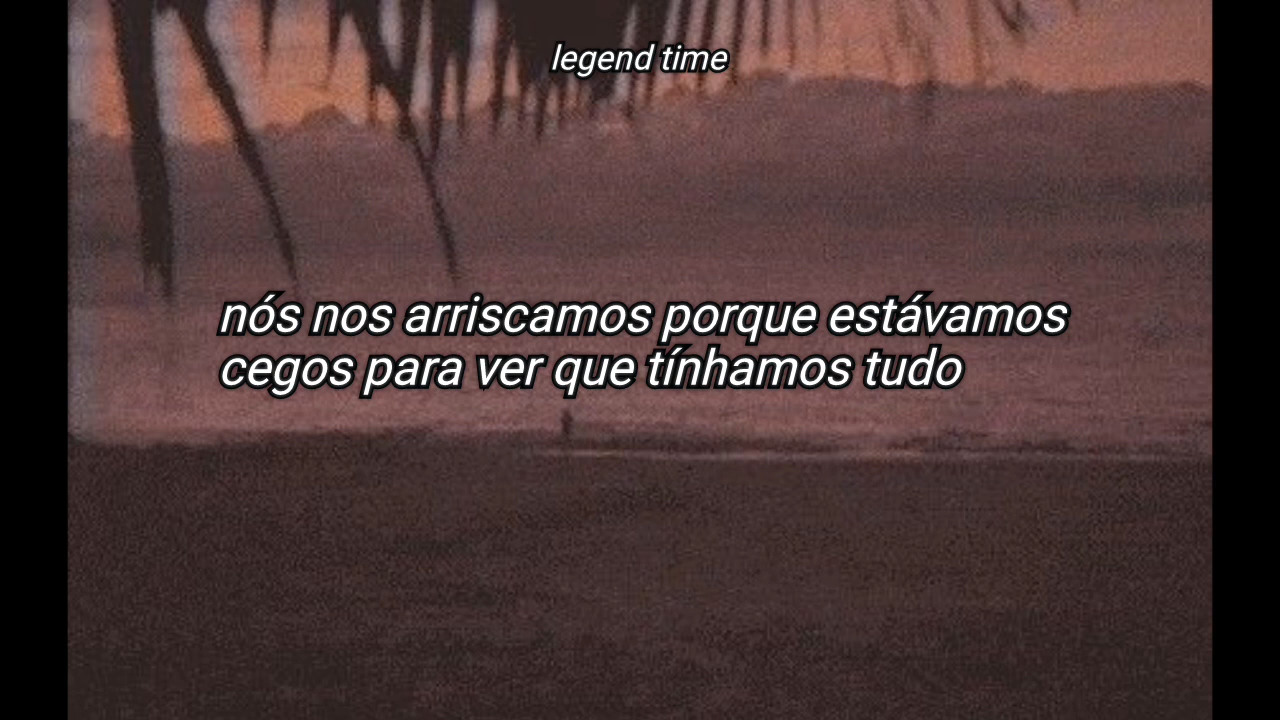 legend time
nós nos arriscamos porque estávamos
cegos para ver que tínhamos tudo